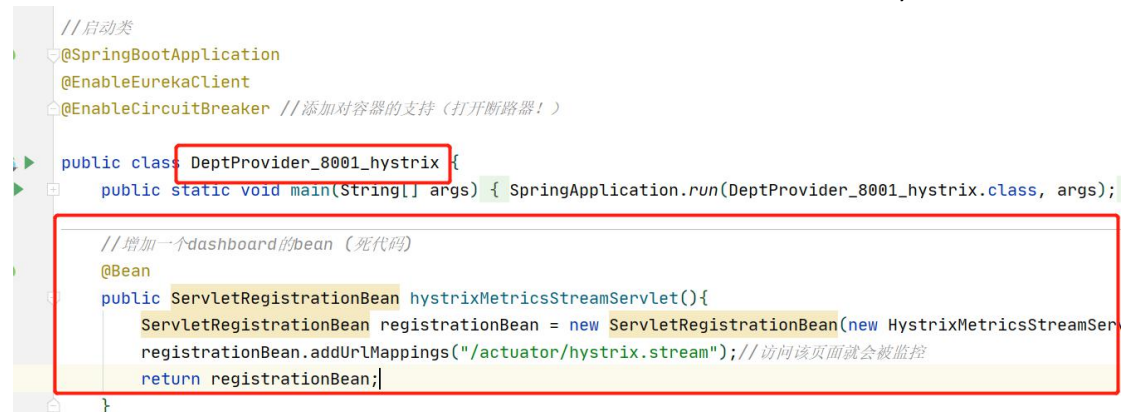 //启动类
@SpringBootApplication
@EnableEurekaClient
@EnableCircuitBreaker //添加对容器的支持（打开断路器！）
public class DeptProvider_8001_hystrix {
public static void main(String[] args) { SpringApplication.run(DeptProvider_8001_hystrix.class, args);
//增加一个dashboard的bean (死代码)
@Bean
public ServletRegistrationBean hystrixMetricsStreamServlet(){
ServletRegistrationBean registrationBean = new ServletRegistrationBean(new HystrixMetricsStreamSer
registrationBean.addUrlMappings("/actuator/hystrix.stream");//访问该页面就会被监控
return registrationBean;
}